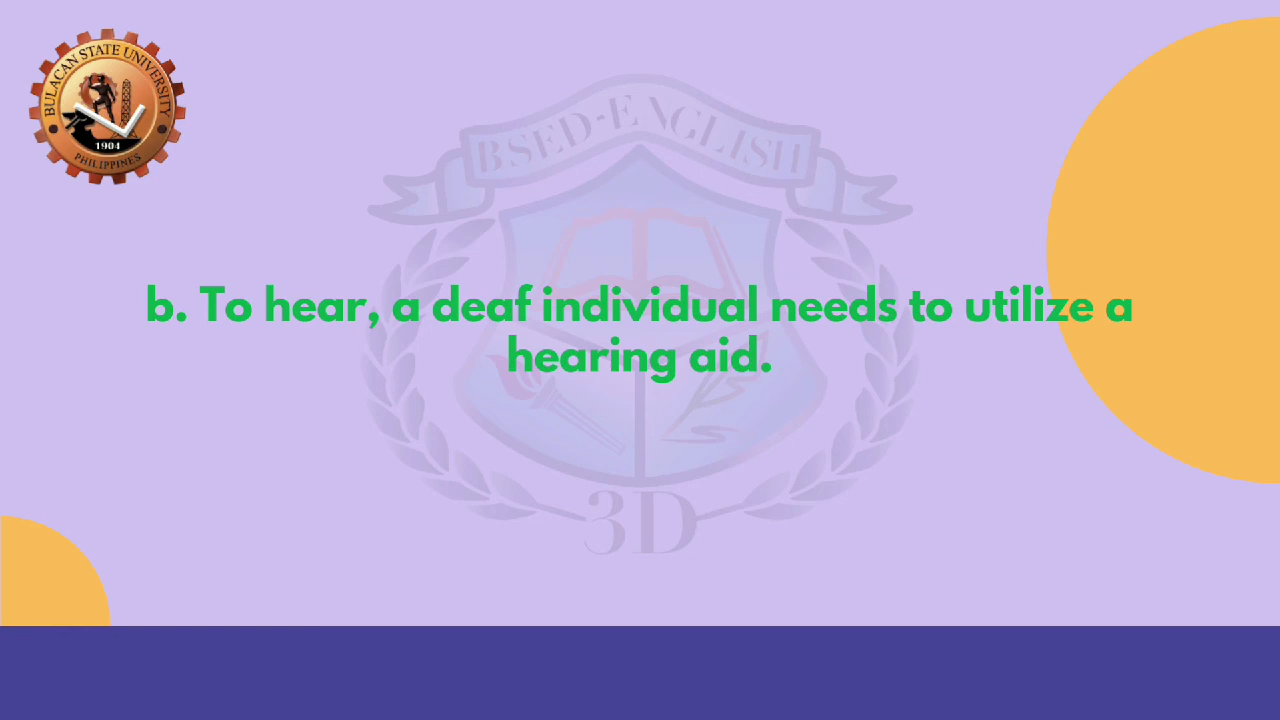 BULACAN STATE UNIVERSITY
1904
PHILIPPINES
BSED-ENGLISH
b. To hear, a deaf individual needs to utilize a
hearing aid.
3D